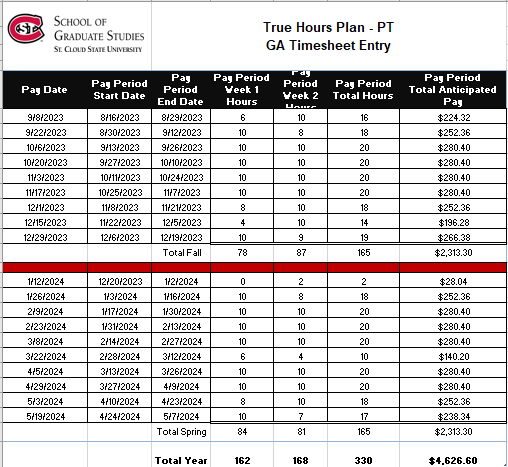 SCHOOL OF
GRADUATE STUDIES
ST. CLOUD STATE UNIVERSITY
True Hours Plan - PT
GA Timesheet Entry
Pay Date Pay Period Start Date Pay Period End Date Pay Period Week 1 Hours Pay Period Week 2 Hours Pay Period Total Hours Pay Period Total Anticipated Pay
9/8/2023 8/16/2023 8/29/2023 6 10 16 $224.32
9/22/2023 8/30/2023 9/12/2023 10 8 18 $252.36
10/6/2023 9/13/2023 9/26/2023 10 10 20 $280.40
10/20/2023 9/27/2023 10/10/2023 10 10 20 $280.40
11/3/2023 10/11/2023 10/24/2023 10 10 20 $280.40
11/17/2023 10/25/2023 11/7/2023 10 10 20 $280.40
12/1/2023 11/8/2023 11/21/2023 8 10 18 $252.36
12/15/2023 11/22/2023 12/5/2023 4 10 14 $196.28
12/29/2023 12/6/2023 12/19/2023 10 9 19 $266.38
Total Fall 78 87 165 $2,313.30
1/12/2024 12/20/2023 1/2/2024 0 2 2 $28.04
1/26/2024 1/3/2024 1/16/2024 10 8 18 $252.36
2/9/2024 1/17/2024 1/30/2024 10 10 20 $280.40
2/23/2024 1/31/2024 2/13/2024 10 10 20 $280.40
3/8/2024 2/14/2024 2/27/2024 10 10 20 $280.40
3/22/2024 2/28/2024 3/12/2024 6 4 10 $140.20
4/5/2024 3/13/2024 3/26/2024 10 10 20 $280.40
4/29/2024 3/27/2024 4/9/2024 10 10 20 $280.40
5/3/2024 4/10/2024 4/23/2024 8 10 18 $252.36
5/19/2024 4/24/2024 5/7/2024 10 7 17 $238.34
Total Spring 84 81 165 $2,313.30
Total Year 162 168 330 $4,626.60